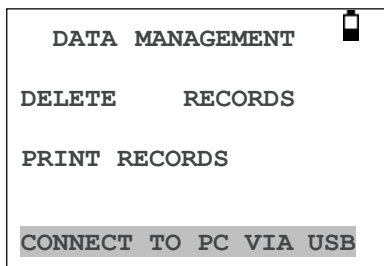 DATA MANAGEMENT
DELETE RECORDS
PRINT RECORDS
CONNECT TO PC VIA USB